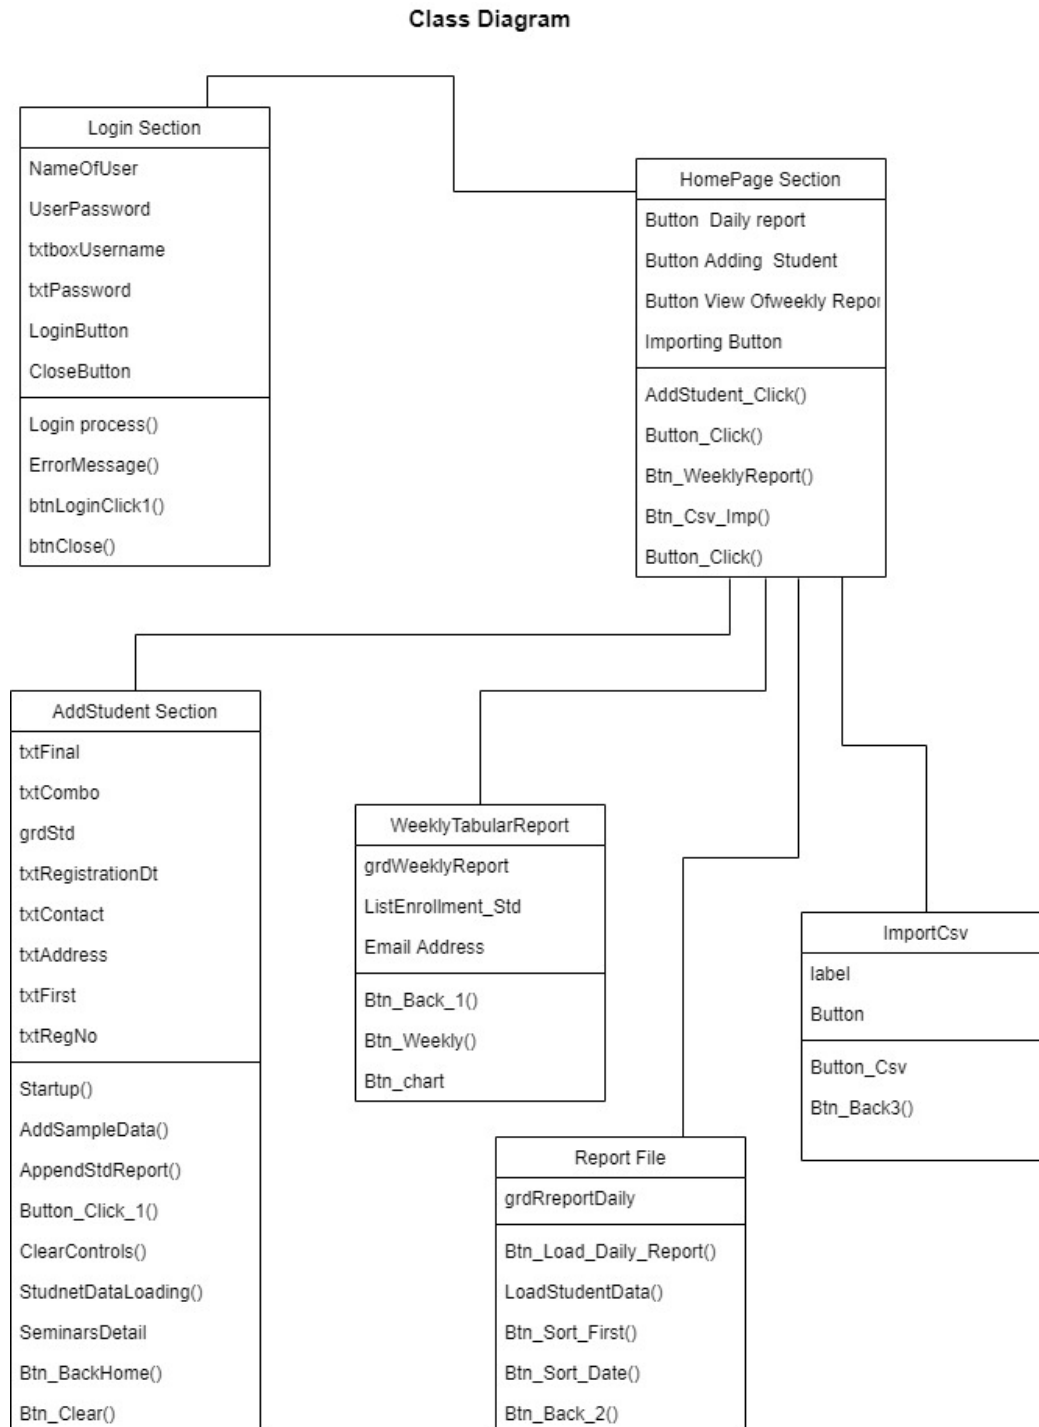 Class Diagram
Login Section
NameOfUser
UserPassword
txtboxUsername
txtPassword
LoginButton
CloseButton
Login process()
ErrorMessage()
btnLoginClick1()
btnClose()
HomePage Section
Button  Daily report
Button Adding  Student
Button View Ofweekly Repor
Importing Button
AddStudent_Click()
Button_Click()
Btn_WeeklyReport()
Btn_Csv_Imp()
Button_Click()
AddStudent Section
txtFinal
txtCombo
grdStd
txtRegistrationDt
txtContact
txtAddress
txtFirst
txtRegNo
Startup()
AddSampleData()
AppendStdReport()
Button_Click_1()
ClearControls()
StudnetDataLoading()
SeminarsDetail
Btn_BackHome()
Btn_Clear()
WeeklyTabularReport
grdWeeklyReport
ListEnrollment_Std
Email Address
Btn_Back_1()
Btn_Weekly()
Btn_chart
Report File
grdRreportDaily
Btn_Load_Daily_Report()
LoadStudentData()
Btn_Sort_First()
Btn_Sort_Date()
Btn_Back_2()
ImportCsv
label
Button
Button_Csv
Btn_Back3()